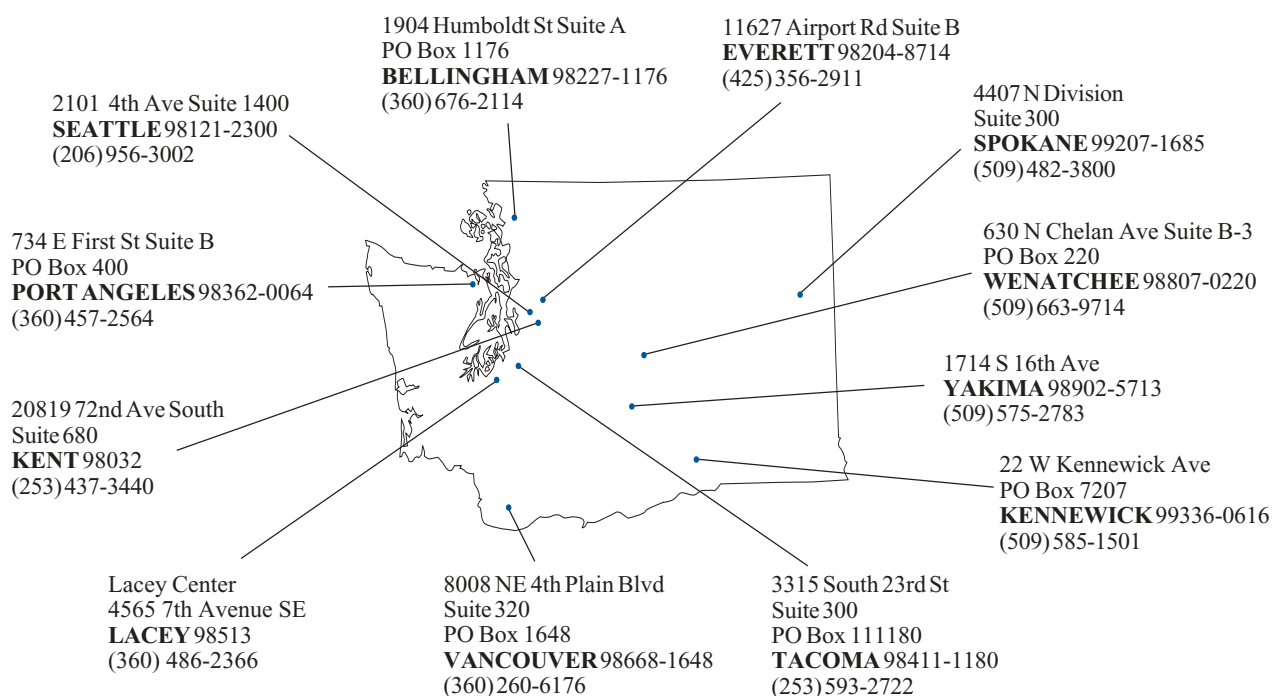 1904 Humboldt St Suite A
PO Box 1176
BELLINGHAM 98227-1176
(360) 676-2114
11627 Airport Rd Suite B
EVERETT 98204-8714
(425) 356-2911
2101 4th Ave Suite 1400
SEATTLE 98121-2300
(206) 956-3002
4407 N Division
Suite 300
SPOKANE 99207-1685
(509) 482-3800
734 E First St Suite B
PO Box 400
PORT ANGELES 98362-0064
(360) 457-2564
630 N Chelan Ave Suite B-3
PO Box 220
WENATCHEE 98807-0220
(509) 663-9714
1714 S 16th Ave
YAKIMA 98902-5713
(509) 575-2783
20819 72nd Ave South
Suite 680
KENT 98032
(253) 437-3440
22 W Kennewick Ave
PO Box 7207
KENNEWICK 99336-0616
(509) 585-1501
Lacey Center
4565 7th Avenue SE
LACEY 98513
(360) 486-2366
8008 NE 4th Plain Blvd
Suite 320
PO Box 1648
VANCOUVER 98668-1648
(360) 260-6176
3315 South 23rd St
Suite 300
PO Box 111180
TACOMA 98411-1180
(253) 593-2722